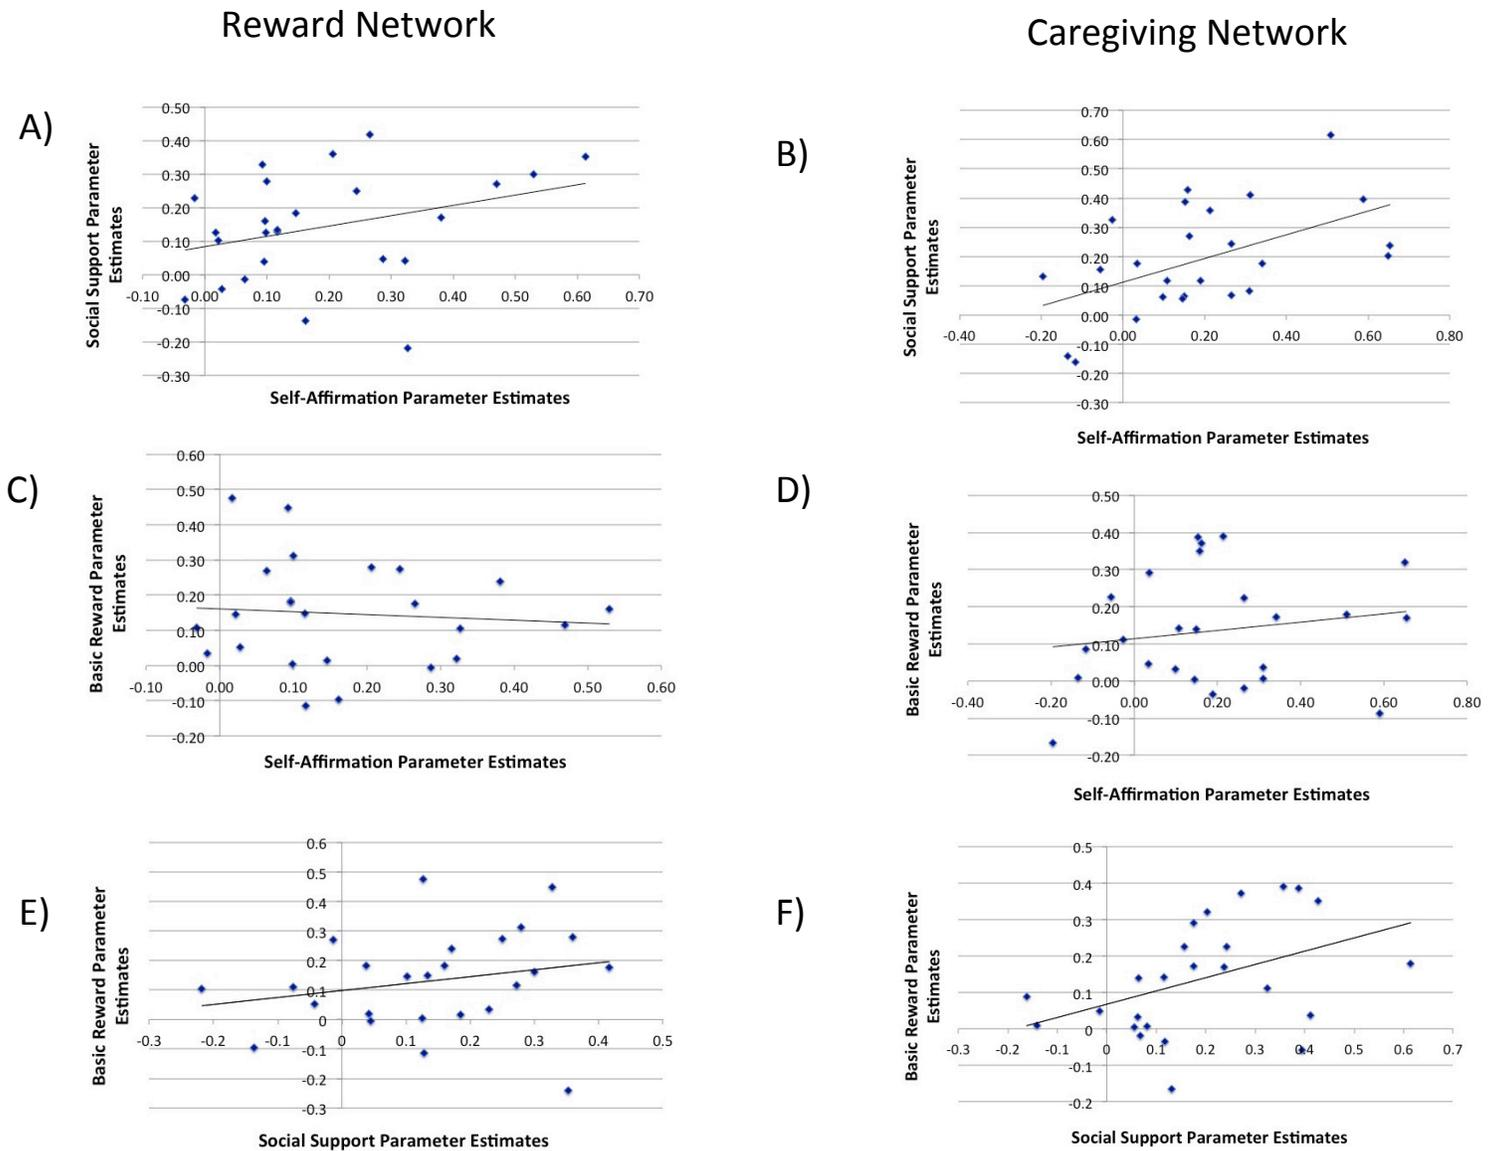 Reward Network
Caregiving Network
A)
Social Support Parameter
Estimates
0.50
0.40
0.30
0.20
0.10
0.00
-0.10
-0.20
-0.30
-0.10 0.00 0.10 0.20 0.30 0.40 0.50 0.60 0.70
Self-Affirmation Parameter Estimates
B)
Social Support Parameter
Estimates
0.70
0.60
0.50
0.40
0.30
0.20
0.10
0.00
-0.10
-0.20
-0.30
-0.40 -0.20 0.00 0.20 0.40 0.60 0.80
Self-Affirmation Parameter Estimates
C)
Basic Reward Parameter
Estimates
0.60
0.50
0.40
0.30
0.20
0.10
0.00
-0.10
-0.20
-0.10 0.00 0.10 0.20 0.30 0.40 0.50 0.60
Self-Affirmation Parameter Estimates
D)
Basic Reward Parameter
Estimates
0.50
0.40
0.30
0.20
0.10
0.00
-0.10
-0.20
-0.40 -0.20 0.00 0.20 0.40 0.60 0.80
Self-Affirmation Parameter Estimates
E)
Basic Reward Parameter
Estimates
0.6
0.5
0.4
0.3
0.2
0.1
0
-0.1
-0.2
-0.3
-0.3 -0.2 -0.1 0 0.1 0.2 0.3 0.4 0.5
Social Support Parameter Estimates
F)
Basic Reward Parameter
Estimates
0.5
0.4
0.3
0.2
0.1
0
-0.1
-0.2
-0.3 -0.2 -0.1 0 0.1 0.2 0.3 0.4 0.5 0.6 0.7
Social Support Parameter Estimates